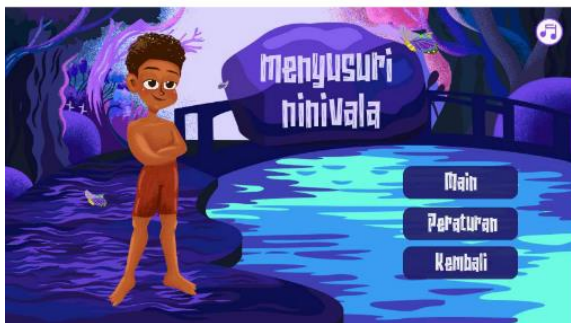 menyusuri
ninivala
Main
Peraturan
Kembali